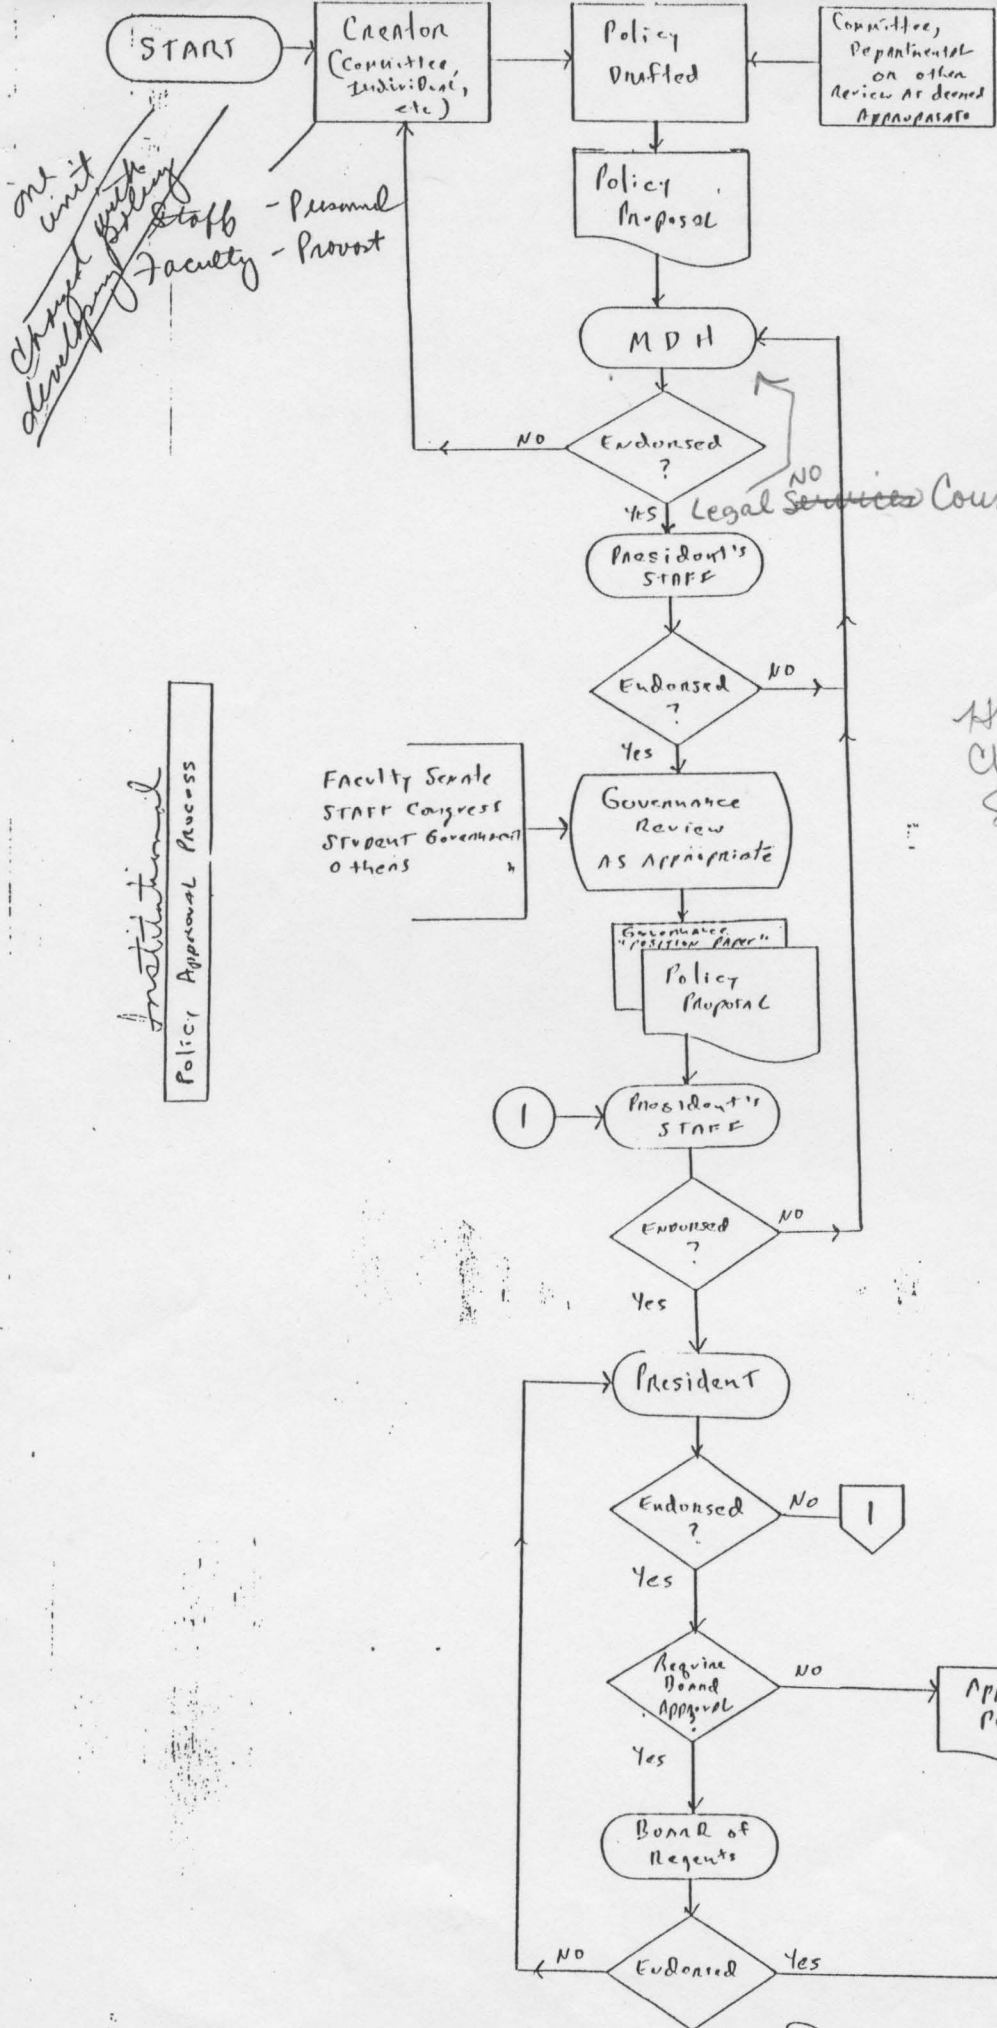 START
Creator
(Committee,
Individual,
etc)
Policy
Drafted
Committee,
Departmental
or other
Review As deemed
Appropriate
one
unit
charged with
developing policy
Staff - Personnel
Faculty - Provost
Policy
Proposal
MDH
Endorsed
?
NO
YES
NO
Legal Services
President's
STAFF
Endorsed
?
NO
Yes
Faculty Senate
STAFF Congress
Student Government
Others
Governance
Review
AS Appropriate
Institutional
Policy Approval Process
Governance
"POSITION PAPER"
Policy
Proposal
1
President's
STAFF
Endorsed
?
NO
Yes
President
Endorsed
?
No
1
Yes
Require
Board
Approval
?
NO
Yes
Board of
Regents
Endorsed
NO
Yes